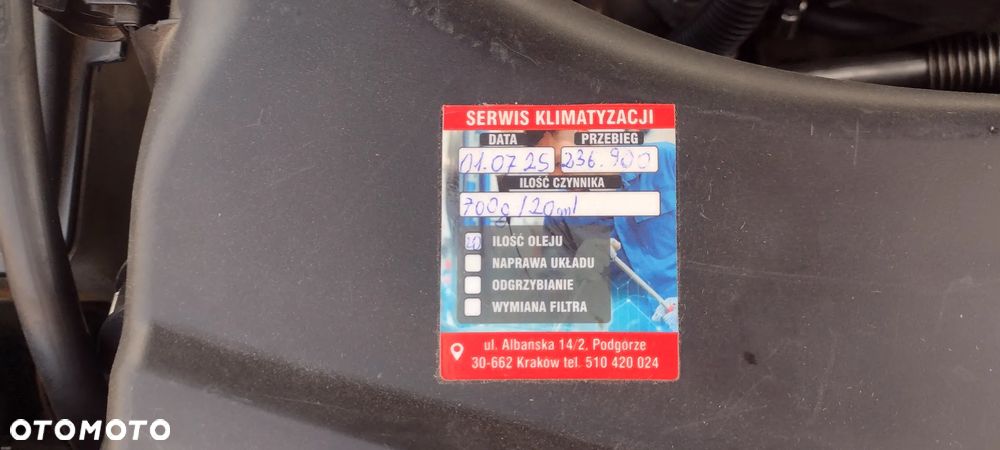 SERWIS KLIMATYZACJI
DATA PRZEBIEG
01.07 25 236.900
ILOŚĆ CZYNNIKA
700g/20ml
ILOŚĆ OLEJU
NAPRAWA UKŁADU
ODGRZYBIANIE
WYMIANA FILTRA
ul. Albańska 14/2, Podgórze
30-662 Kraków tel. 510 420 024
OTOMOTO